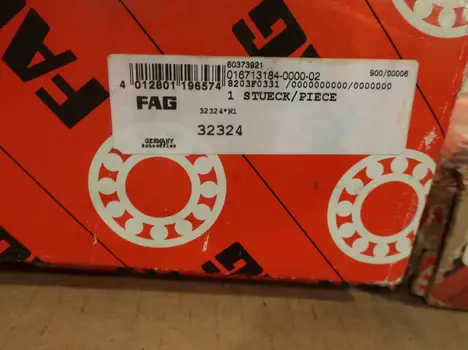 FAG
60373921
016713184-0000-02
900/00006
4 012801 196574
8203F0331 /0000000000/0000000
FAG
1 STUECK/PIECE
32324*N1
32324
GERMANY
Schaeffler
FAG